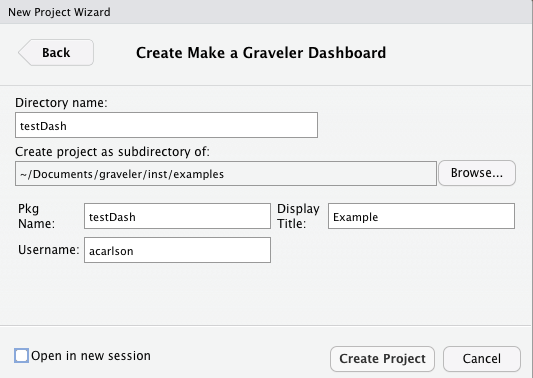 New Project Wizard
Back
Create Make a Graveler Dashboard
Directory name:
testDash
Create project as subdirectory of:
~/Documents/graveler/inst/examples
Browse...
Pkg
Name:
testDash
Display
Title:
Example
Username:
acarlson
Open in new session
Create Project
Cancel